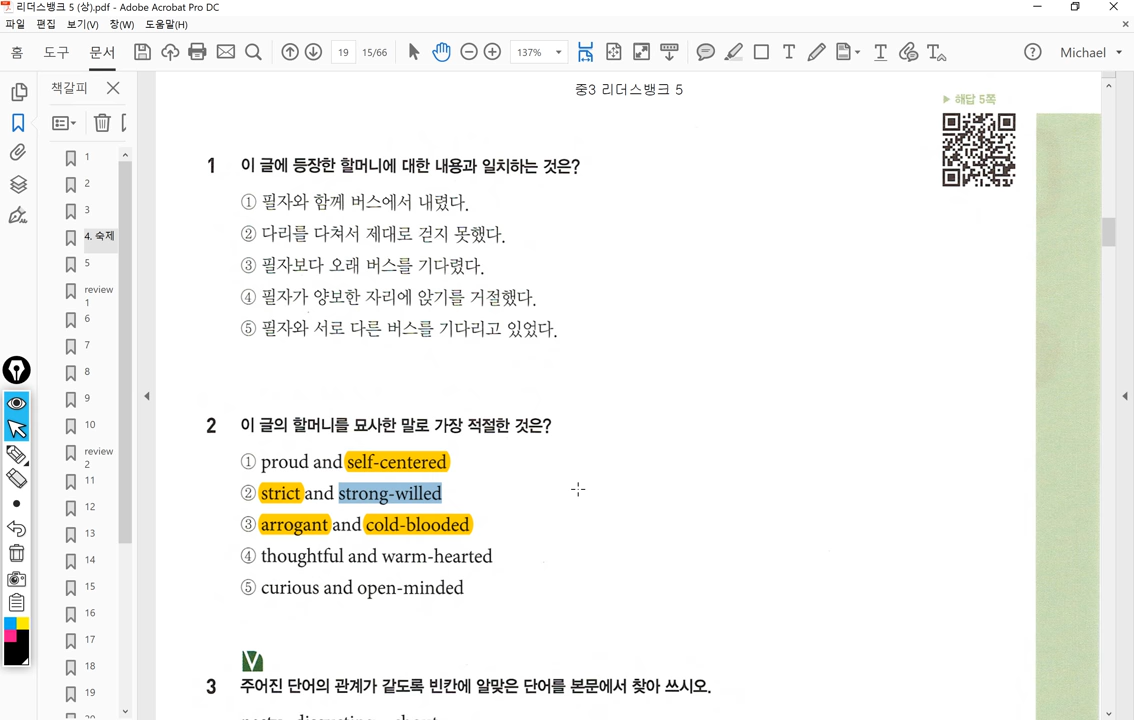 리더스뱅크 5 (상).pdf - Adobe Acrobat Pro DC
파일 편집 보기(V) 창(W) 도움말(H)
홈 도구 문서 19 15/66 137% Michael
책갈피
1
2
3
4. 숙제
5
review 1
6
7
8
9
10
review 2
11
12
13
14
15
16
17
18
19
중3 리더스뱅크 5
▶ 해답 5쪽
1 이 글에 등장한 할머니에 대한 내용과 일치하는 것은?
① 필자와 함께 버스에서 내렸다.
② 다리를 다쳐서 제대로 걷지 못했다.
③ 필자보다 오래 버스를 기다렸다.
④ 필자가 양보한 자리에 앉기를 거절했다.
⑤ 필자와 서로 다른 버스를 기다리고 있었다.
2 이 글의 할머니를 묘사한 말로 가장 적절한 것은?
① proud and self-centered
② strict and strong-willed
③ arrogant and cold-blooded
④ thoughtful and warm-hearted
⑤ curious and open-minded
V
3 주어진 단어의 관계가 같도록 빈칸에 알맞은 단어를 본문에서 찾아 쓰시오.